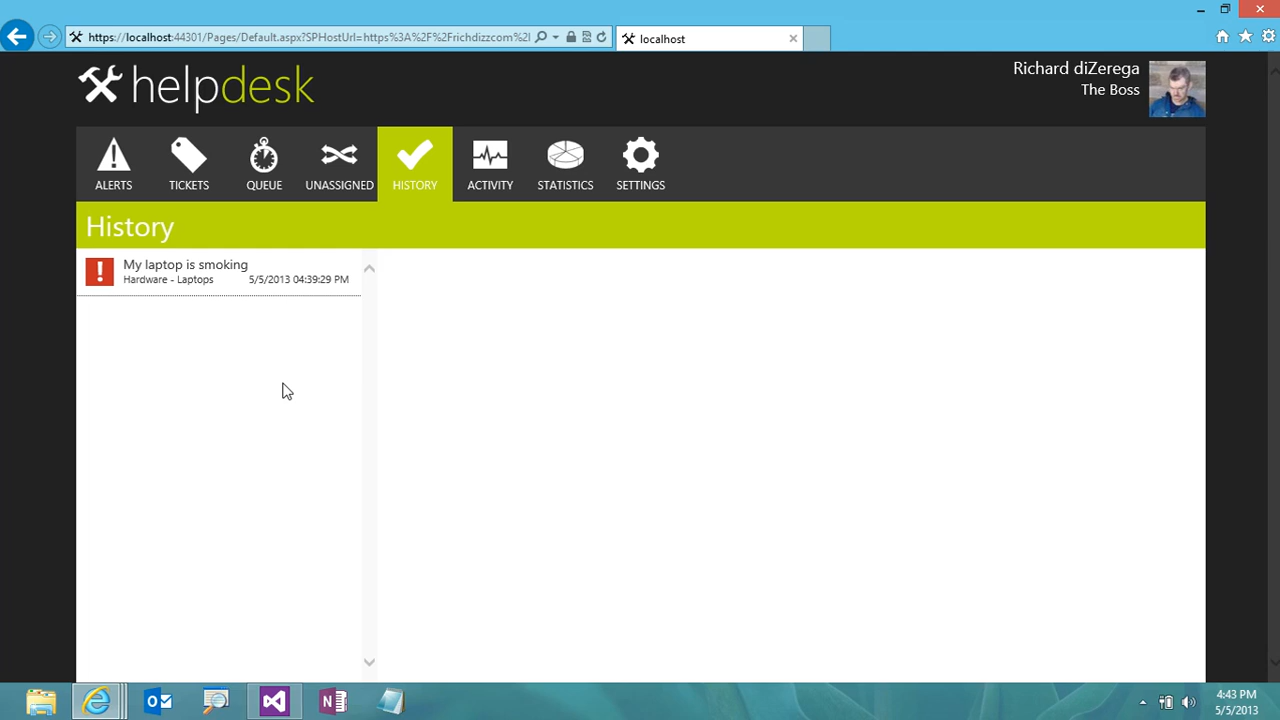 https://localhost:44301/Pages/Default.aspx?SPHostUrl=https%3A%2F%2Frichdizzcom%2
localhost
helpdesk
Richard diZerega
The Boss
ALERTS
TICKETS
QUEUE
UNASSIGNED
HISTORY
ACTIVITY
STATISTICS
SETTINGS
History
My laptop is smoking
Hardware - Laptops 5/5/2013 04:39:29 PM
4:43 PM
5/5/2013